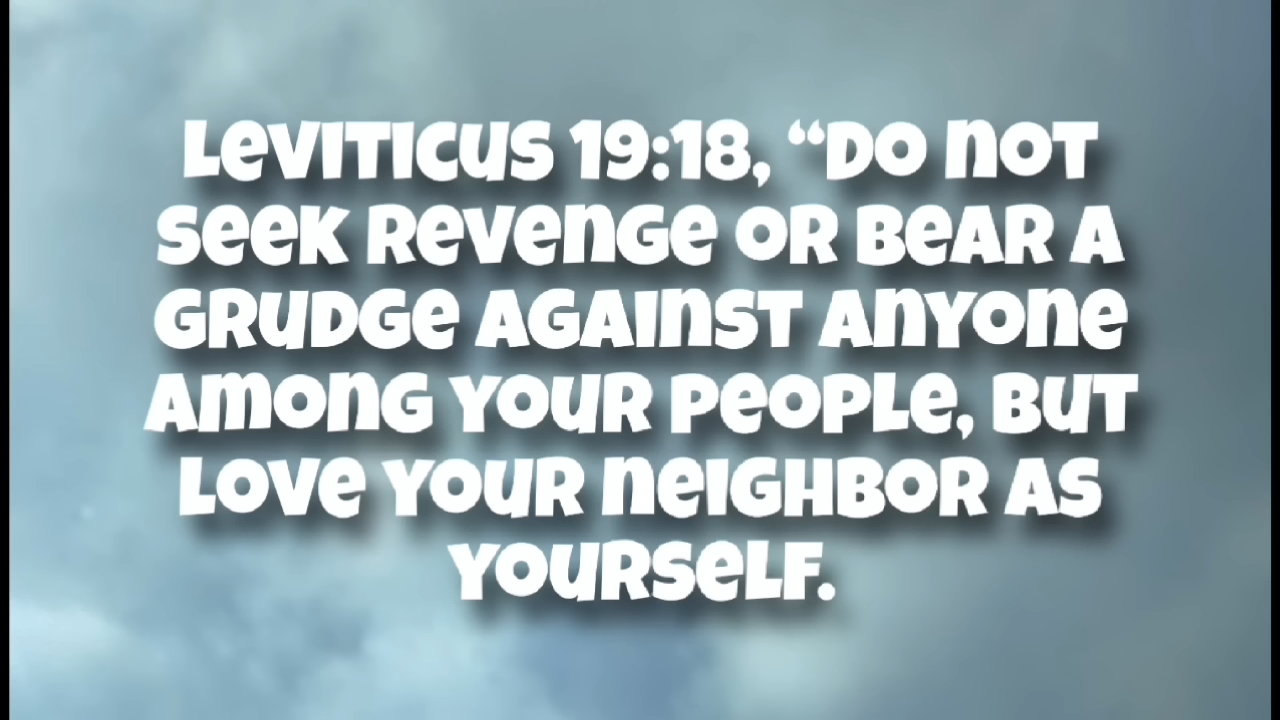 Leviticus 19:18, “Do not
seek revenge or bear a
grudge against anyone
among your people, but
love your neighbor as
yourself.